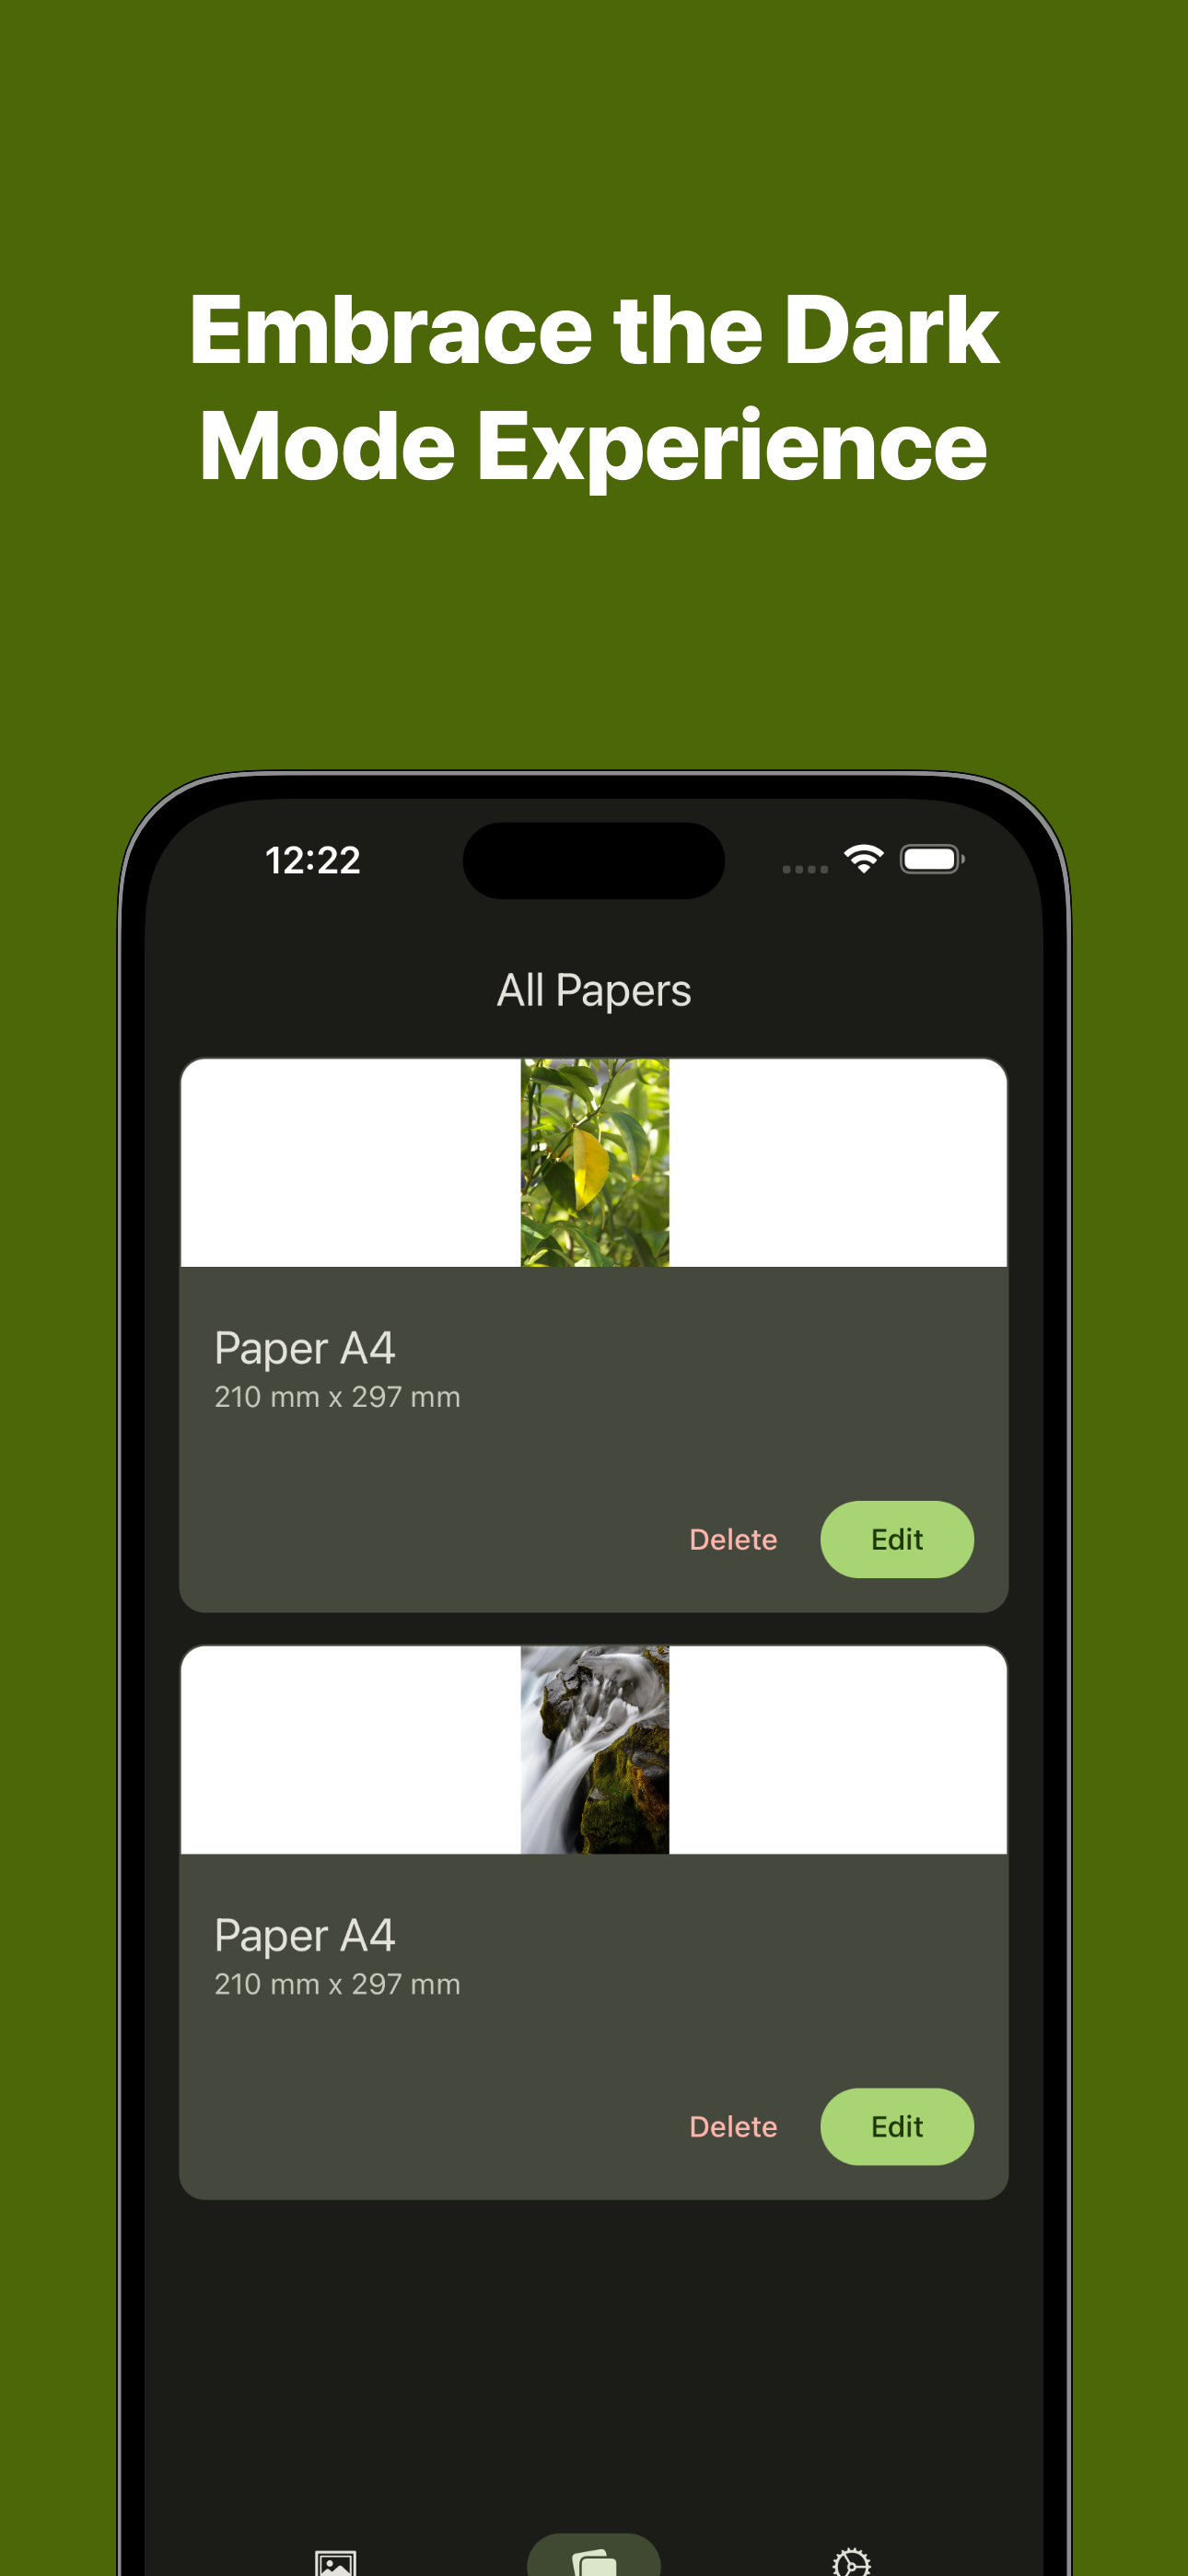 Embrace the Dark
Mode Experience
12:22
All Papers
Paper A4
210 mm x 297 mm
Delete
Edit
Paper A4
210 mm x 297 mm
Delete
Edit